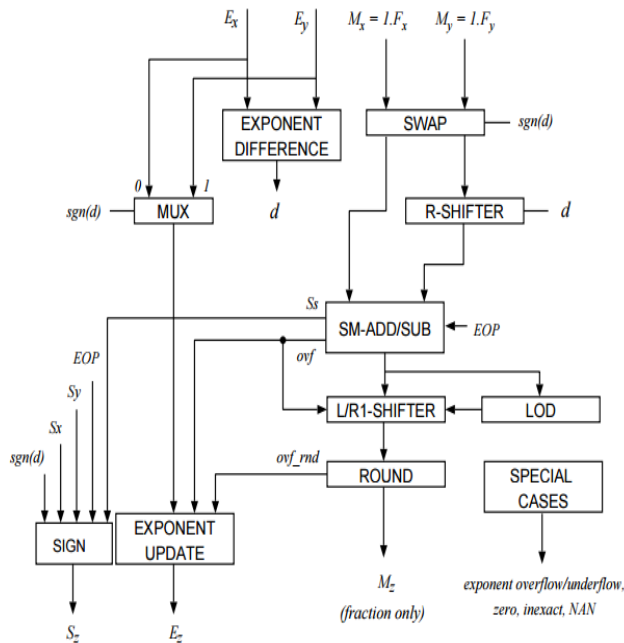 Ex
Ey
Mx = 1.Fx
My = 1.Fy
EXPONENT
DIFFERENCE
SWAP
sgn(d)
0
1
sgn(d)
MUX
d
R-SHIFTER
d
Ss
SM-ADD/SUB
EOP
ovf
EOP
Sy
L/R1-SHIFTER
LOD
Sx
sgn(d)
ovf_rnd
ROUND
SPECIAL
CASES
SIGN
EXPONENT
UPDATE
Sz
Ez
Mz
(fraction only)
exponent overflow/underflow,
zero, inexact, NAN